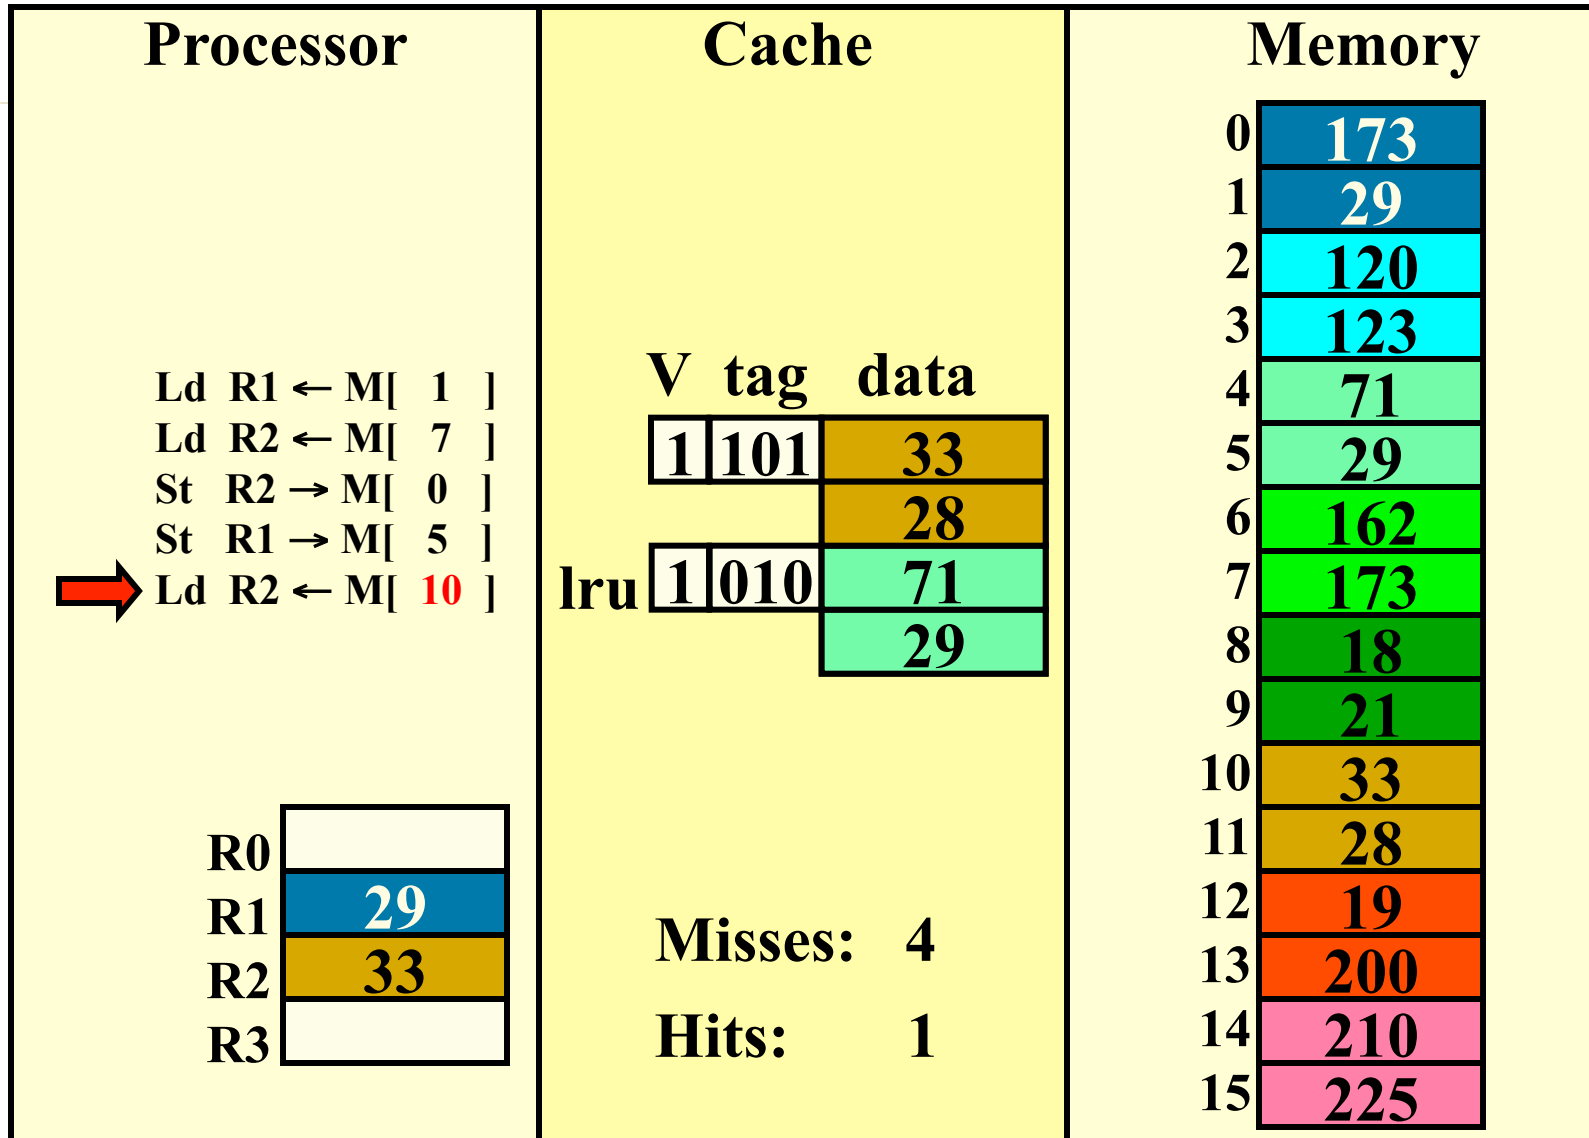 Processor
Ld R1 ← M[ 1 ]
Ld R2 ← M[ 7 ]
St R2 → M[ 0 ]
St R1 → M[ 5 ]
Ld R2 ← M[ 10 ]
R0
R1 29
R2 33
R3
Cache
V tag data
1 101 33
28
lru 1 010 71
29
Misses: 4
Hits: 1
Memory
0 173
1 29
2 120
3 123
4 71
5 29
6 162
7 173
8 18
9 21
10 33
11 28
12 19
13 200
14 210
15 225